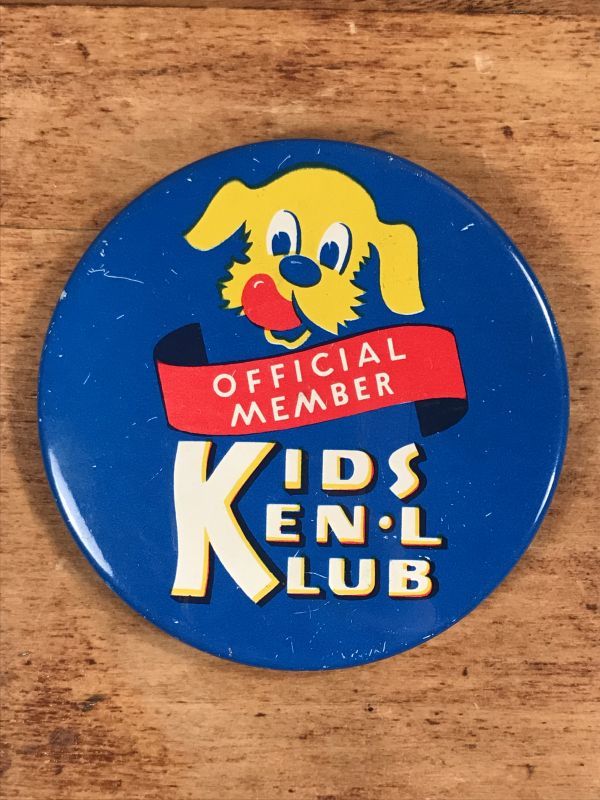 OFFICIAL
MEMBER
KIDS
KEN·L
KLUB